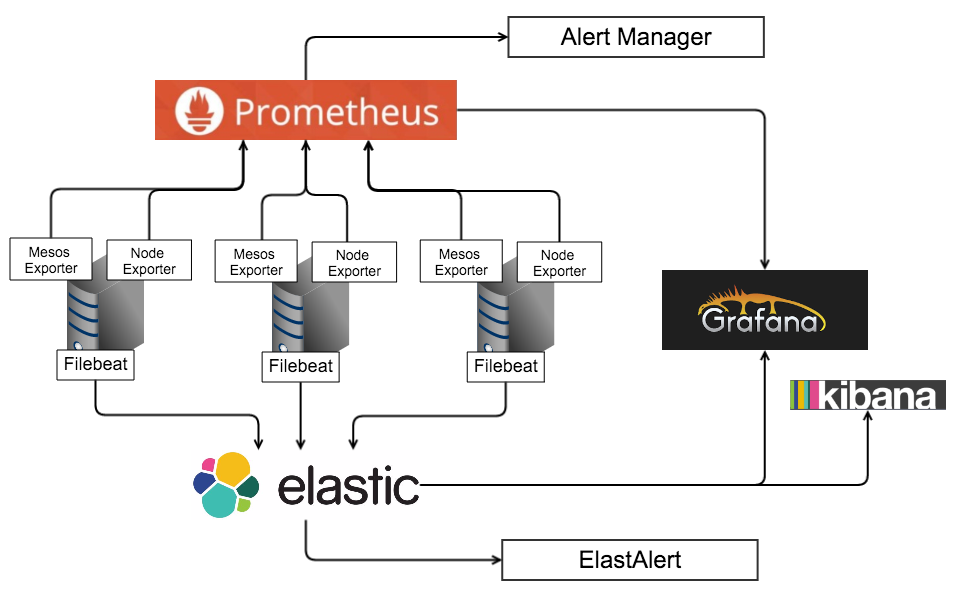 Alert Manager
Prometheus
Mesos
Exporter
Node
Exporter
Mesos
Exporter
Node
Exporter
Mesos
Exporter
Node
Exporter
Filebeat
Filebeat
Filebeat
Grafana
kibana
elastic
ElastAlert